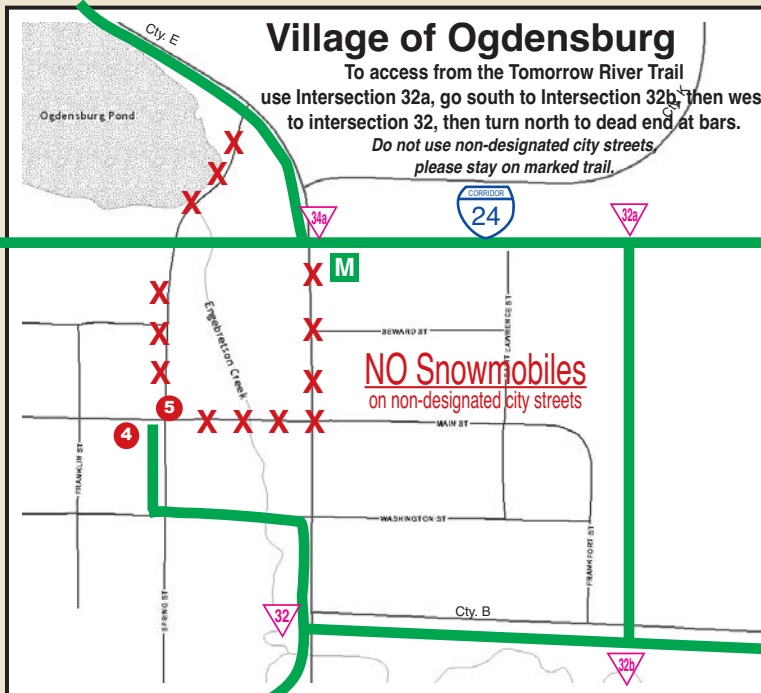 Village of Ogdensburg
To access from the Tomorrow River Trail
use Intersection 32a, go south to Intersection 32b, then wes
to intersection 32, then turn north to dead end at bars.
Do not use non-designated city streets,
please stay on marked trail.
Cty. E
Cty. K
Ogdensburg Pond
CORRIDOR
24
34a
32a
M
X
X
X
X
X
X
X
X
X
X
X
X
X
X
Engebretson Creek
SEWARD ST
NO Snowmobiles
on non-designated city streets
5
4
MAIN ST
FRANKLIN ST
WASHINGTON ST
FRANKFORT ST
SPRING ST
32
Cty. B
32b